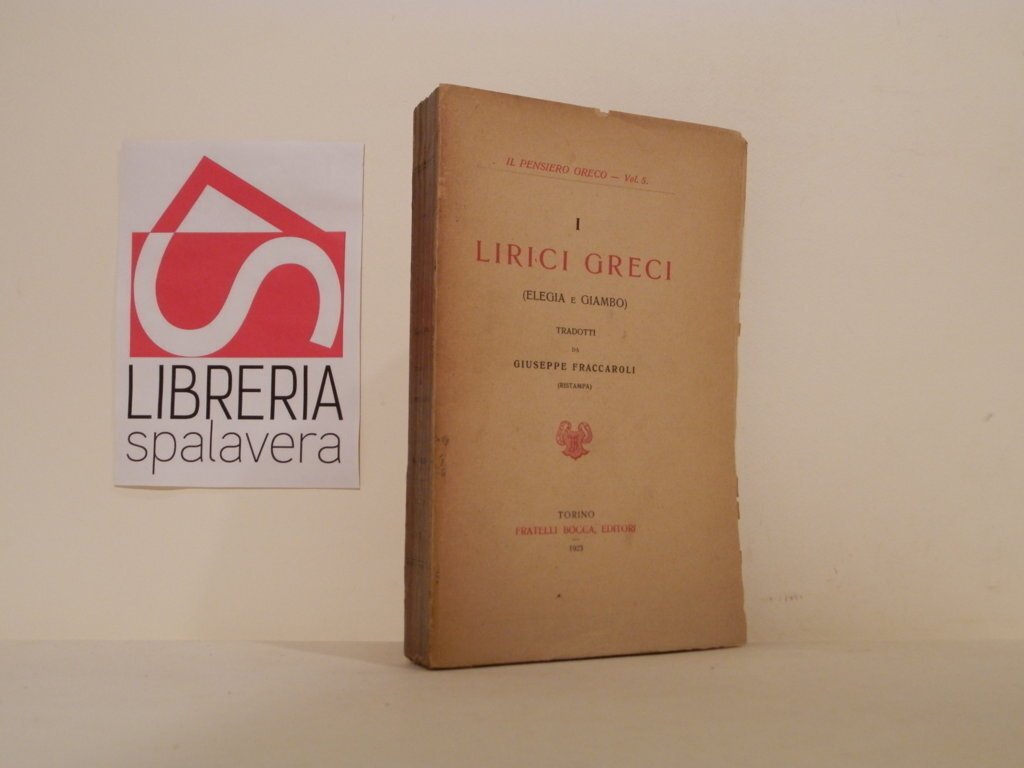 LIBRERIA
spalavera
IL PENSIERO GRECO — Vol. 5.
I
LIRICI GRECI
(ELEGIA E GIAMBO)
TRADOTTI
DA
GIUSEPPE FRACCAROLI
(RISTAMPA)
TORINO
FRATELLI BOCCA, EDITORI
1923